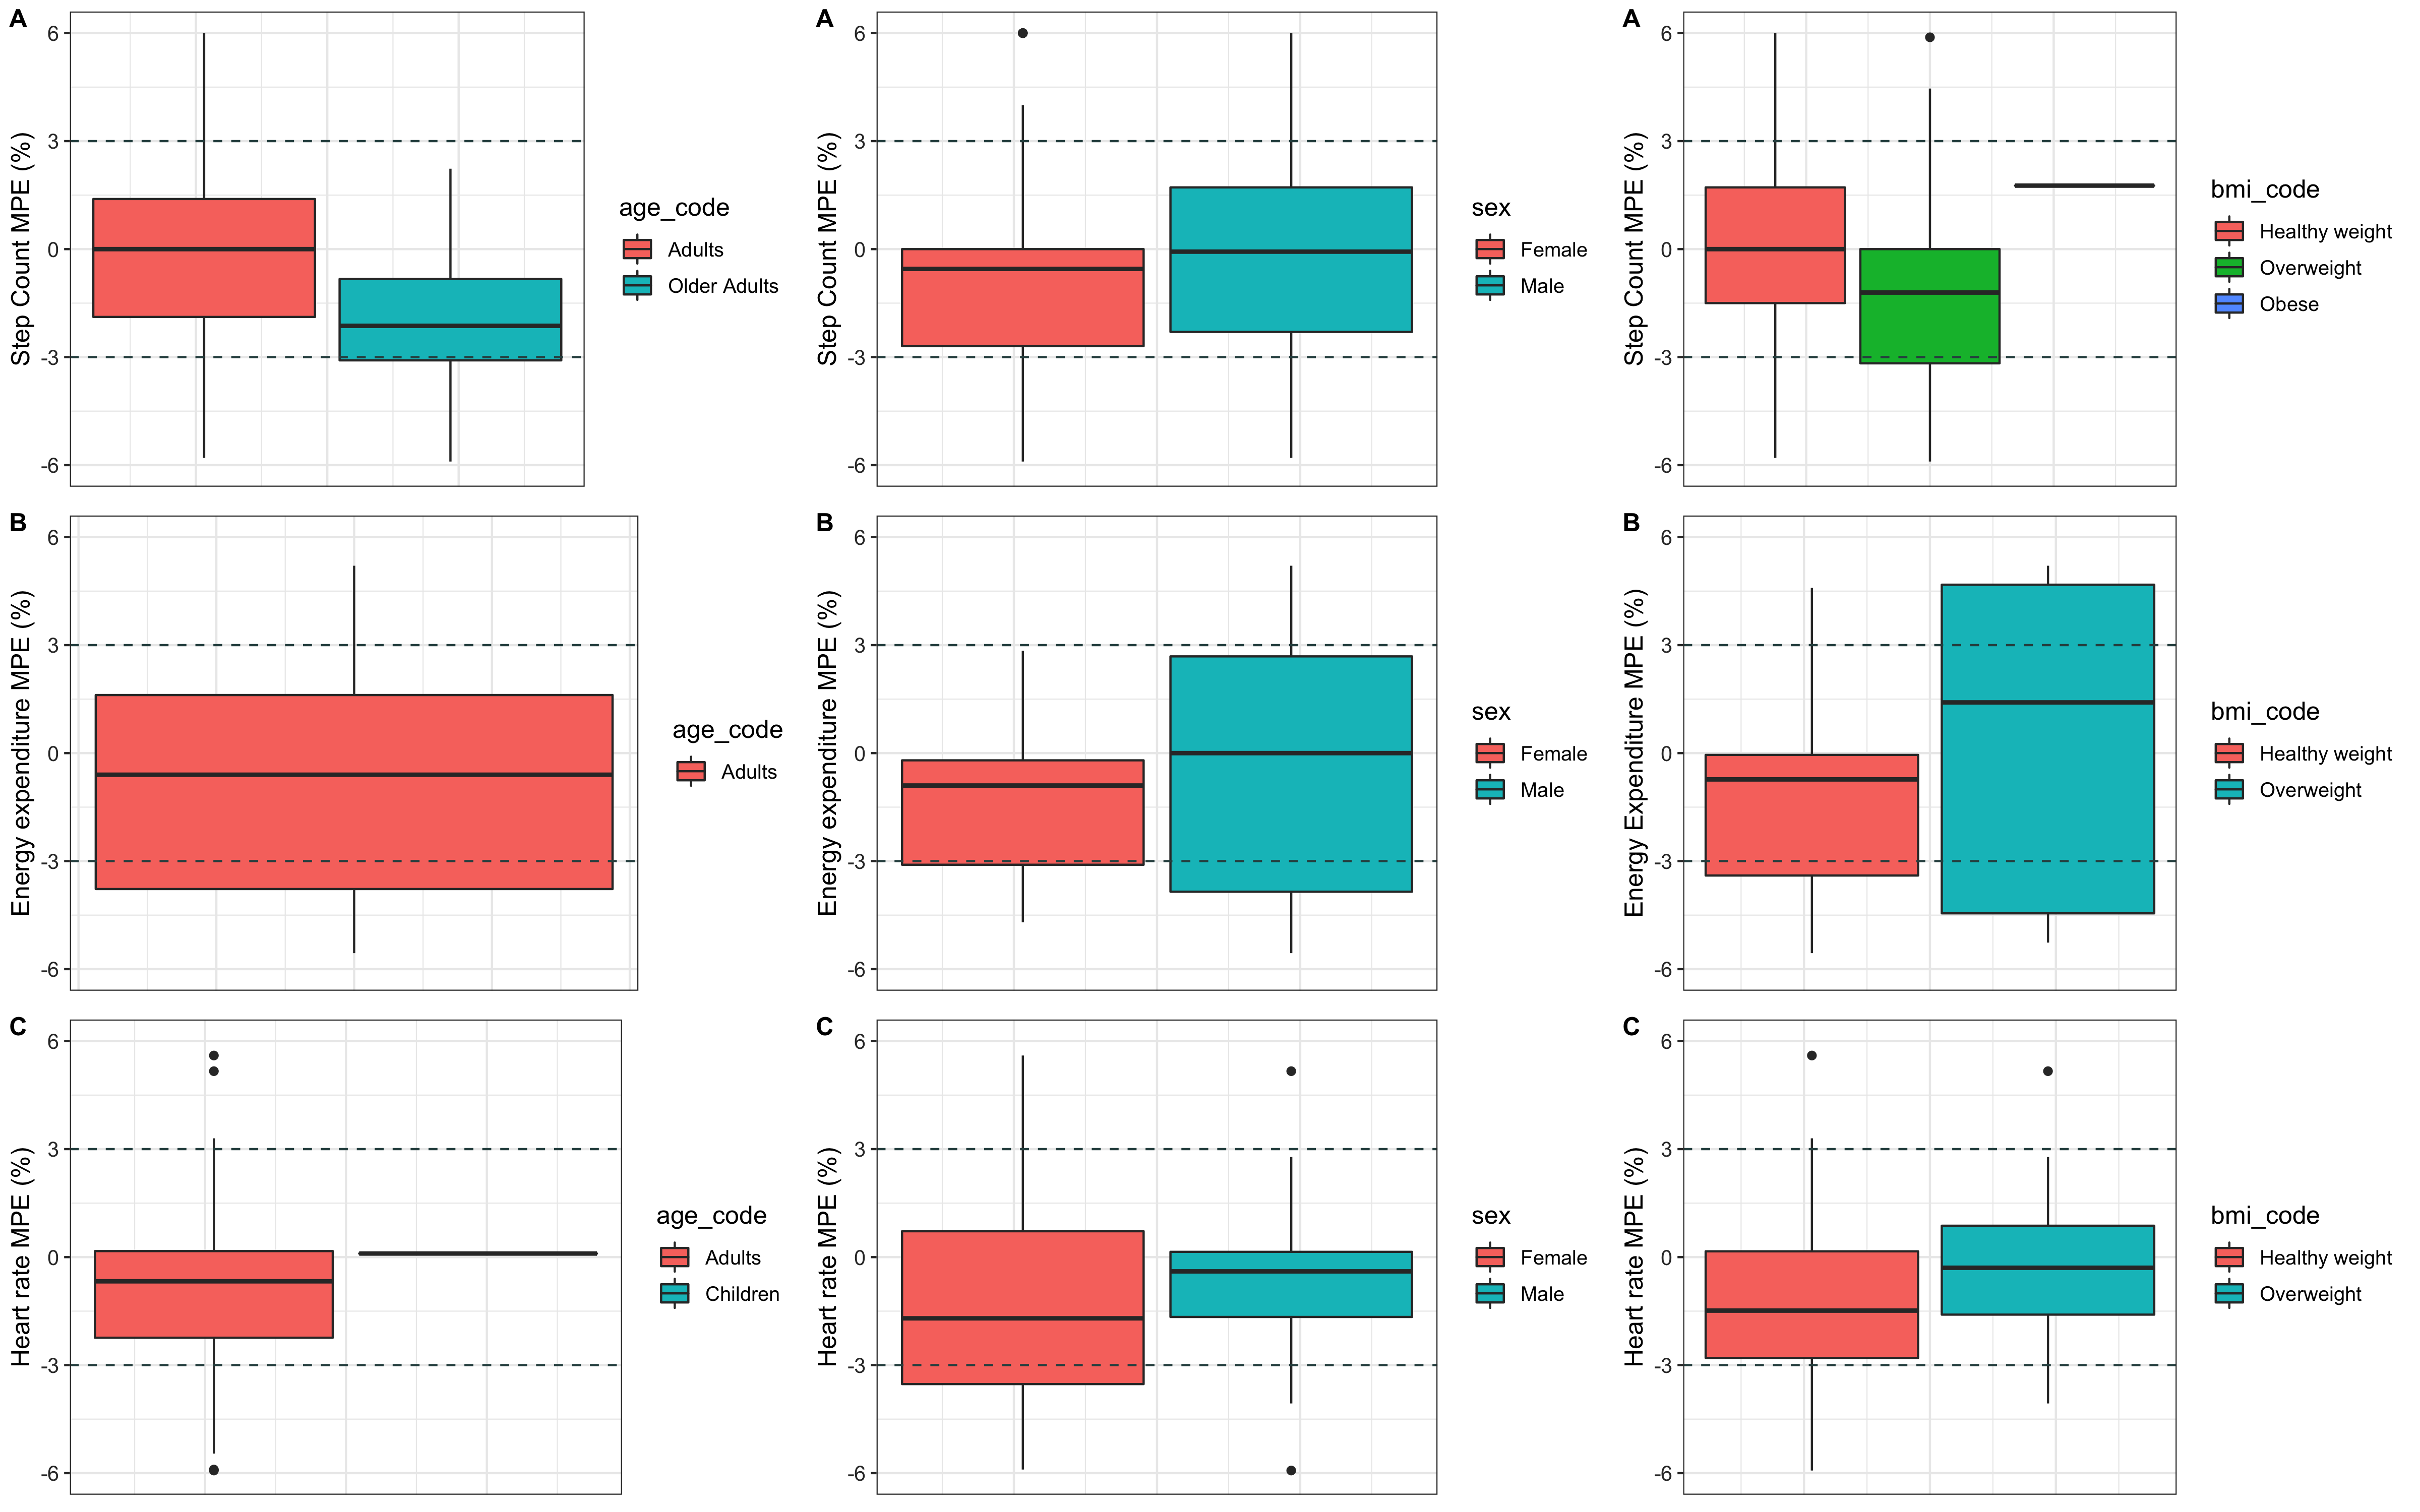 A
Step Count MPE (%)
6
3
0
-3
-6
age_code
Adults
Older Adults
A
Step Count MPE (%)
6
3
0
-3
-6
sex
Female
Male
A
Step Count MPE (%)
6
3
0
-3
-6
bmi_code
Healthy weight
Overweight
Obese
B
Energy expenditure MPE (%)
6
3
0
-3
-6
age_code
Adults
B
Energy expenditure MPE (%)
6
3
0
-3
-6
sex
Female
Male
B
Energy Expenditure MPE (%)
6
3
0
-3
-6
bmi_code
Healthy weight
Overweight
C
Heart rate MPE (%)
6
3
0
-3
-6
age_code
Adults
Children
C
Heart rate MPE (%)
6
3
0
-3
-6
sex
Female
Male
C
Heart rate MPE (%)
6
3
0
-3
-6
bmi_code
Healthy weight
Overweight